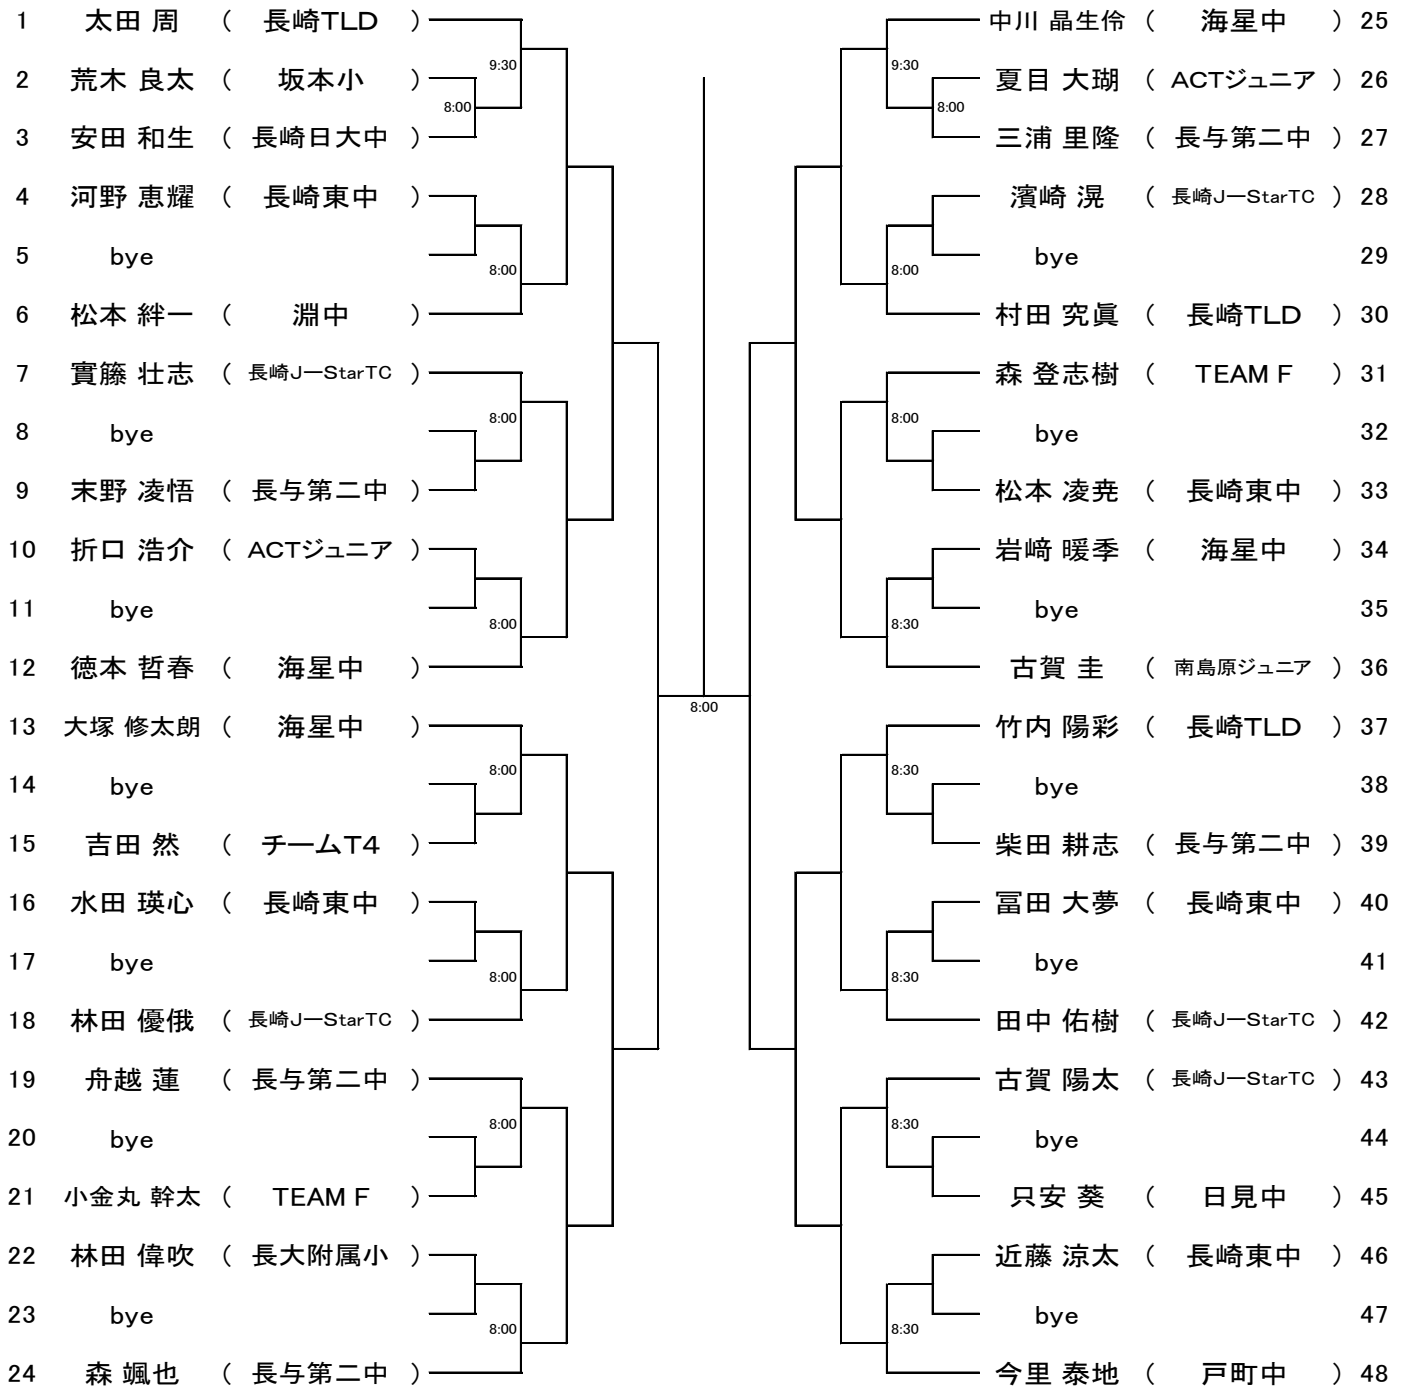 1 太田 周 ( 長崎TLD )
9:30
2 荒木 良太 ( 坂本小 )
8:00
3 安田 和生 ( 長崎日大中 )
4 河野 恵耀 ( 長崎東中 )
5 bye
8:00
6 松本 絆一 ( 淵中 )
7 實籐 壮志 ( 長崎J－StarTC )
8:00
8 bye
9 末野 凌悟 ( 長与第二中 )
10 折口 浩介 ( ACTジュニア )
11 bye
8:00
12 徳本 哲春 ( 海星中 )
13 大塚 修太朗 ( 海星中 )
8:00
14 bye
15 吉田 然 ( チームT4 )
16 水田 瑛心 ( 長崎東中 )
17 bye
8:00
18 林田 優俄 ( 長崎J－StarTC )
19 舟越 蓮 ( 長与第二中 )
8:00
20 bye
21 小金丸 幹太 ( TEAM F )
22 林田 偉吹 ( 長大附属小 )
23 bye
8:00
24 森 颯也 ( 長与第二中 )
8:00
中川 晶生伶 ( 海星中 ) 25
9:30
夏目 大瑚 ( ACTジュニア ) 26
8:00
三浦 里隆 ( 長与第二中 ) 27
濱崎 滉 ( 長崎J－StarTC ) 28
bye 29
8:00
村田 究眞 ( 長崎TLD ) 30
森 登志樹 ( TEAM F ) 31
8:00
bye 32
松本 凌尭 ( 長崎東中 ) 33
岩﨑 暖季 ( 海星中 ) 34
bye 35
8:30
古賀 圭 ( 南島原ジュニア ) 36
竹内 陽彩 ( 長崎TLD ) 37
8:30
bye 38
柴田 耕志 ( 長与第二中 ) 39
冨田 大夢 ( 長崎東中 ) 40
bye 41
8:30
田中 佑樹 ( 長崎J－StarTC ) 42
古賀 陽太 ( 長崎J－StarTC ) 43
8:30
bye 44
只安 葵 ( 日見中 ) 45
近藤 涼太 ( 長崎東中 ) 46
bye 47
8:30
今里 泰地 ( 戸町中 ) 48